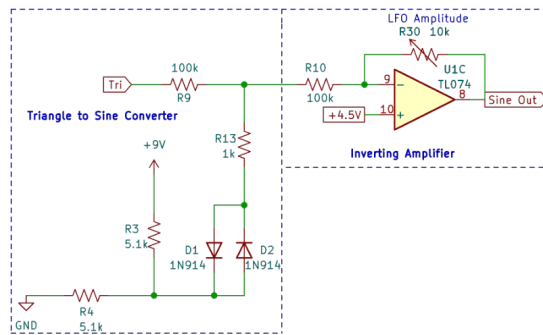 LFO Amplitude
R30 10k
100k
R10
U1C
TL074
Tri
R9
100k
9
8
Sine Out
+4.5V
10
Triangle to Sine Converter
R13
1k
Inverting Amplifier
+9V
R3
5.1k
D1
D2
1N914
1N914
R4
GND
5.1k